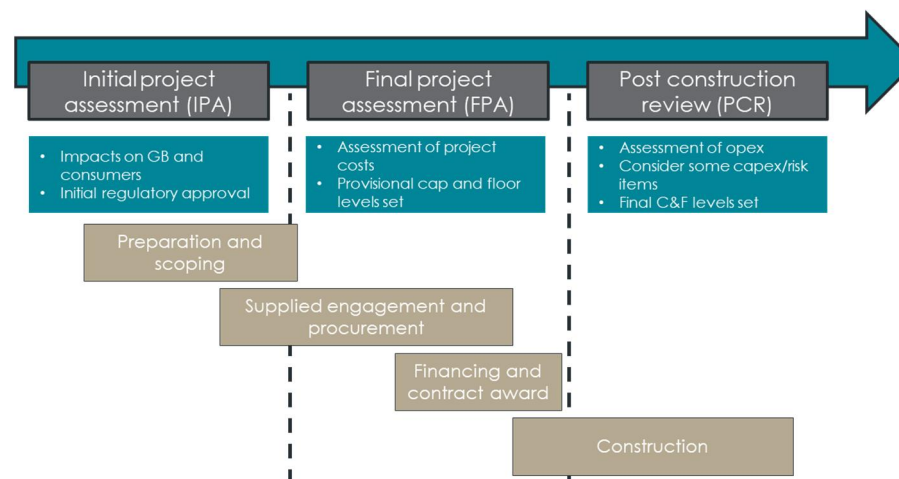 Initial project
assessment (IPA)
Final project
assessment (FPA)
Post construction
review (PCR)
• Impacts on GB and
consumers
• Initial regulatory approval
• Assessment of project
costs
• Provisional cap and floor
levels set
• Assessment of opex
• Consider some capex/risk
items
• Final C&F levels set
Preparation and
scoping
Supplied engagement and
procurement
Financing and
contract award
Construction